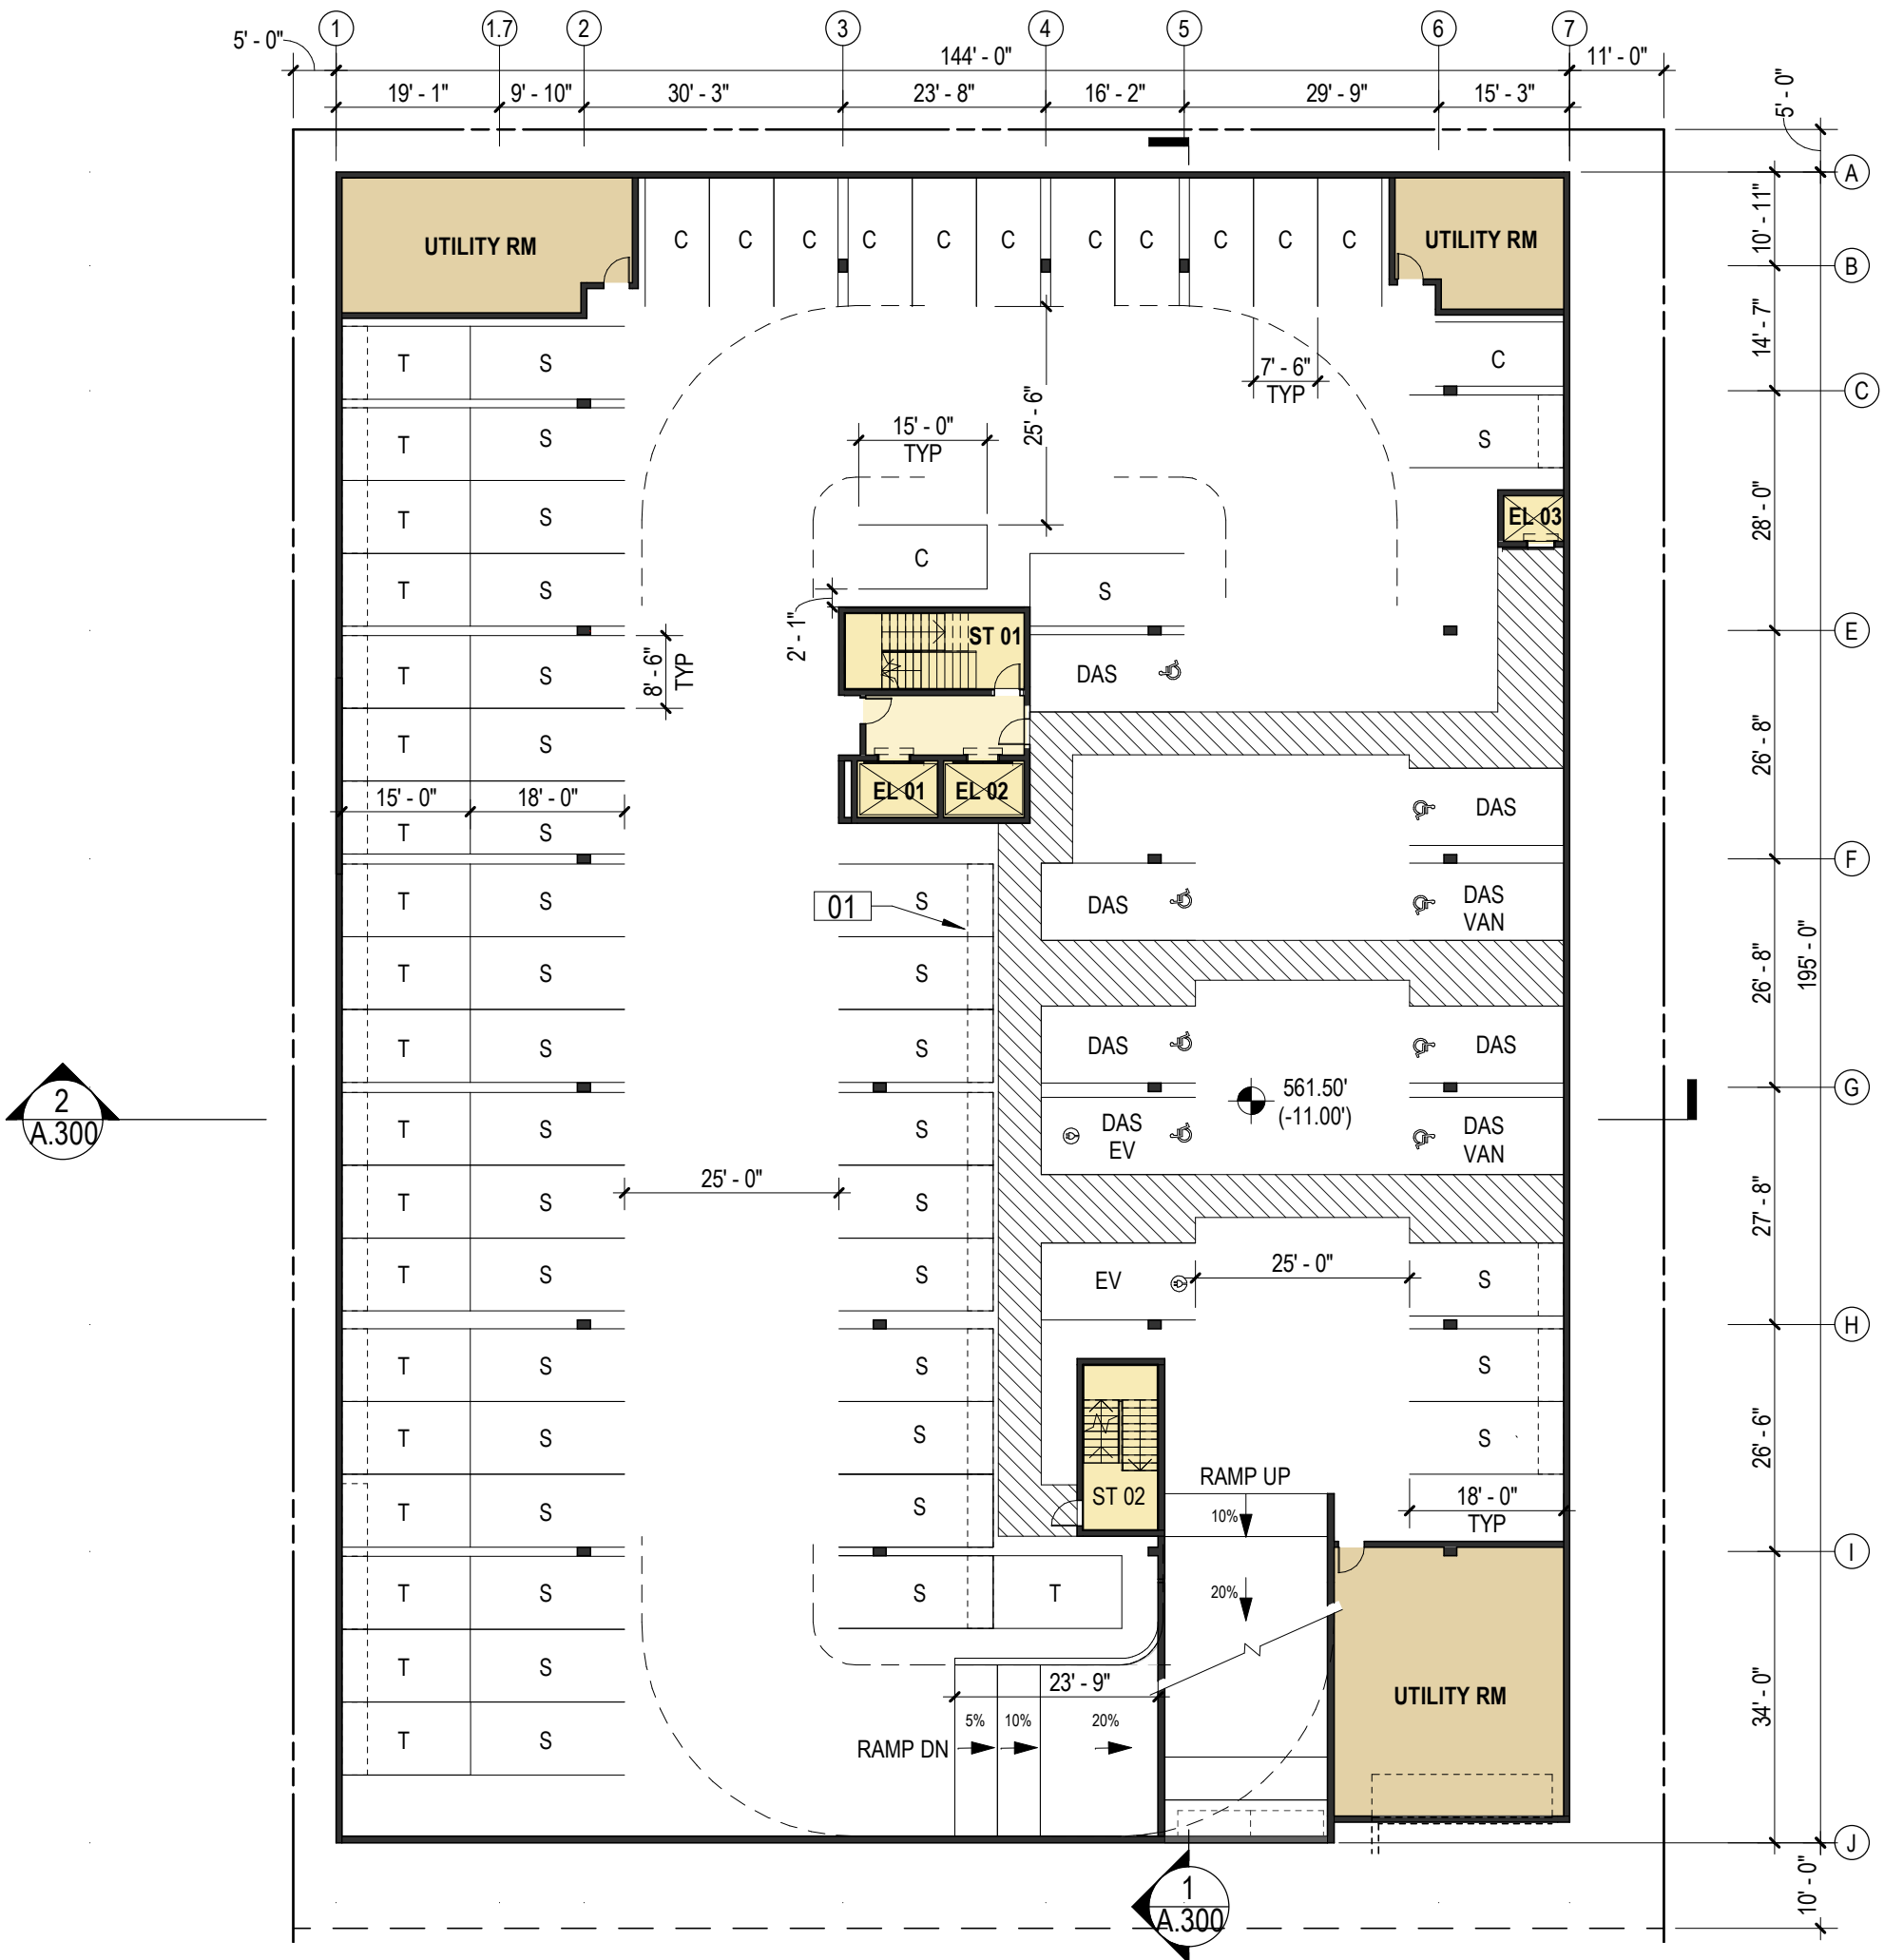 1 1.7 2 3 4 5 6 7
5' - 0" 144' - 0" 11' - 0"
19' - 1" 9' - 10" 30' - 3" 23' - 8" 16' - 2" 29' - 9" 15' - 3"
5' - 0"
A
10' - 11"
UTILITY RM C C C C C C C C C C C UTILITY RM
B
14' - 7"
T S
C
7' - 6"
TYP
25' - 6"
C
15' - 0"
TYP
T S
S
28' - 0"
T S
EL 03
C
T S
S
2' - 1"
ST 01
E
8' - 6"
TYP
T S
DAS
T S
26' - 8"
15' - 0" 18' - 0"
EL 01 EL 02
DAS
T S
F
T S
01
S
DAS
DAS
VAN
195' - 0"
T S S
26' - 8"
T S S
DAS
DAS
561.50'
(-11.00')
G
2
A.300
T S S
DAS
EV
DAS
VAN
25' - 0"
T S S
27' - 8"
T S S
EV
25' - 0"
S
H
T S S
S
T S S
S
26' - 6"
RAMP UP
10%
ST 02
18' - 0"
TYP
T S S
I
20%
T S S T
T S
23' - 9"
UTILITY RM
34' - 0"
T S
RAMP DN
5% 10% 20%
J
1
A.300
10' - 0"